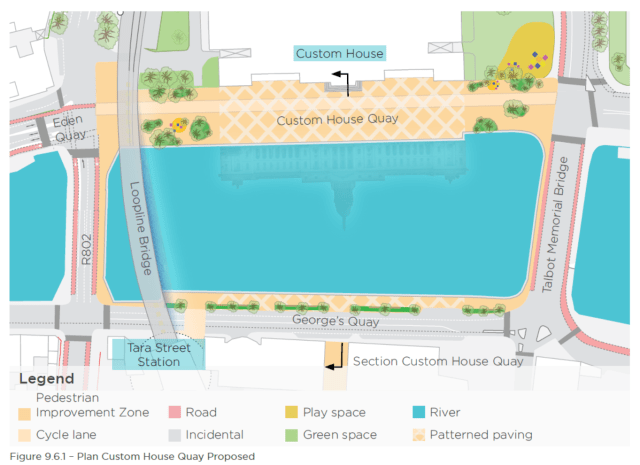 Custom House
Custom House Quay
Eden
Quay
R802
Loopline Bridge
Talbot Memorial Bridge
George's Quay
Tara Street
Station
Section Custom House Quay
Legend
Pedestrian
Improvement Zone
Road
Play space
River
Cycle lane
Incidental
Green space
Patterned paving
Figure 9.6.1 – Plan Custom House Quay Proposed